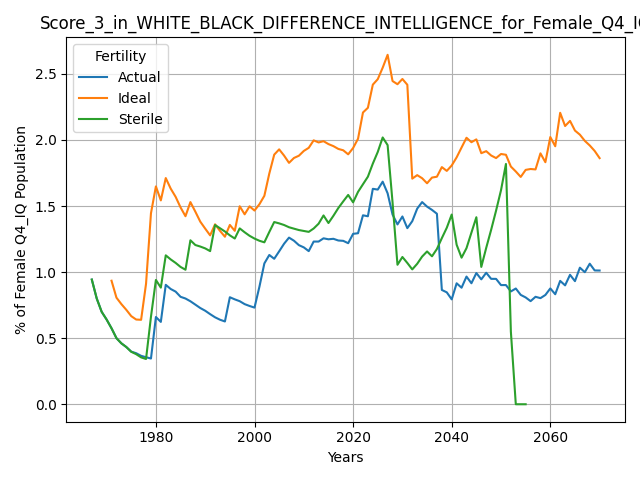 Score_3_in_WHITE_BLACK_DIFFERENCE_INTELLIGENCE_for_Female_Q4_IQ
Fertility
Actual
Ideal
Sterile
% of Female Q4_IQ Population
2.5
2.0
1.5
1.0
0.5
0.0
1980 2000 2020 2040 2060
Years